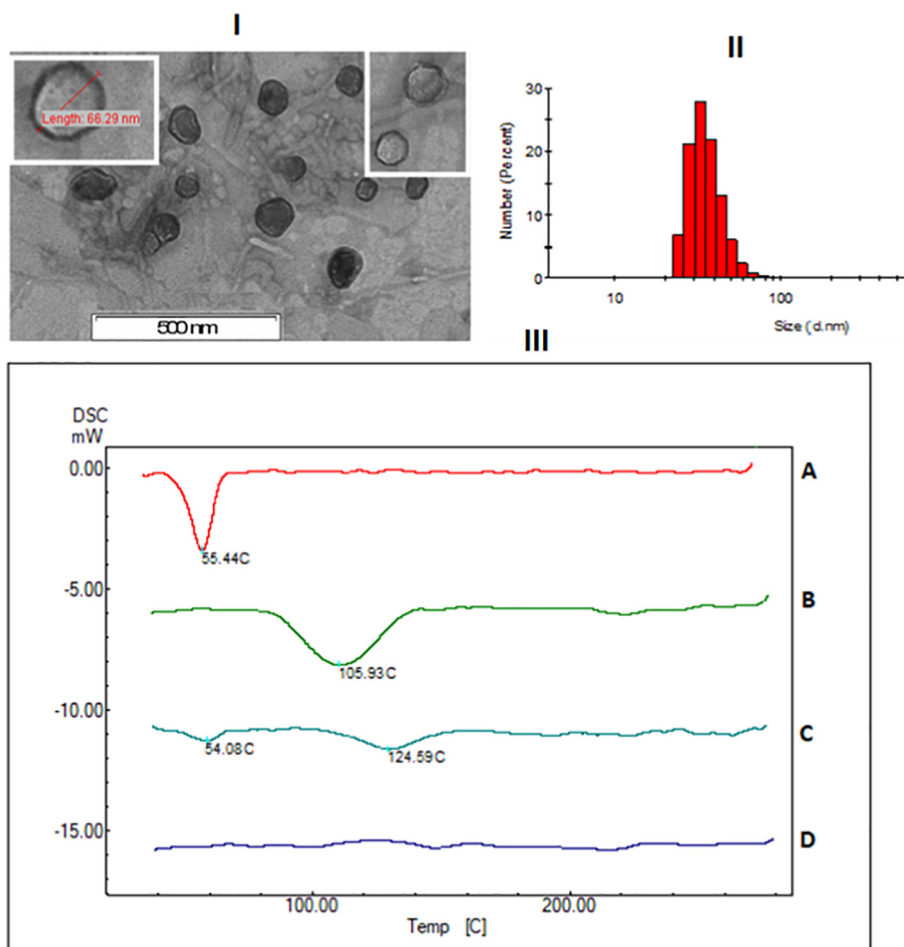 I
Length: 66.29 nm
500 nm
II
Number (Percent)
30
20
10
0
10
100
Size (d.nm)
III
DSC
mW
0.00
-5.00
-10.00
-15.00
55.44C
A
105.93C
B
54.08C
124.59C
C
D
100.00
200.00
Temp [C]